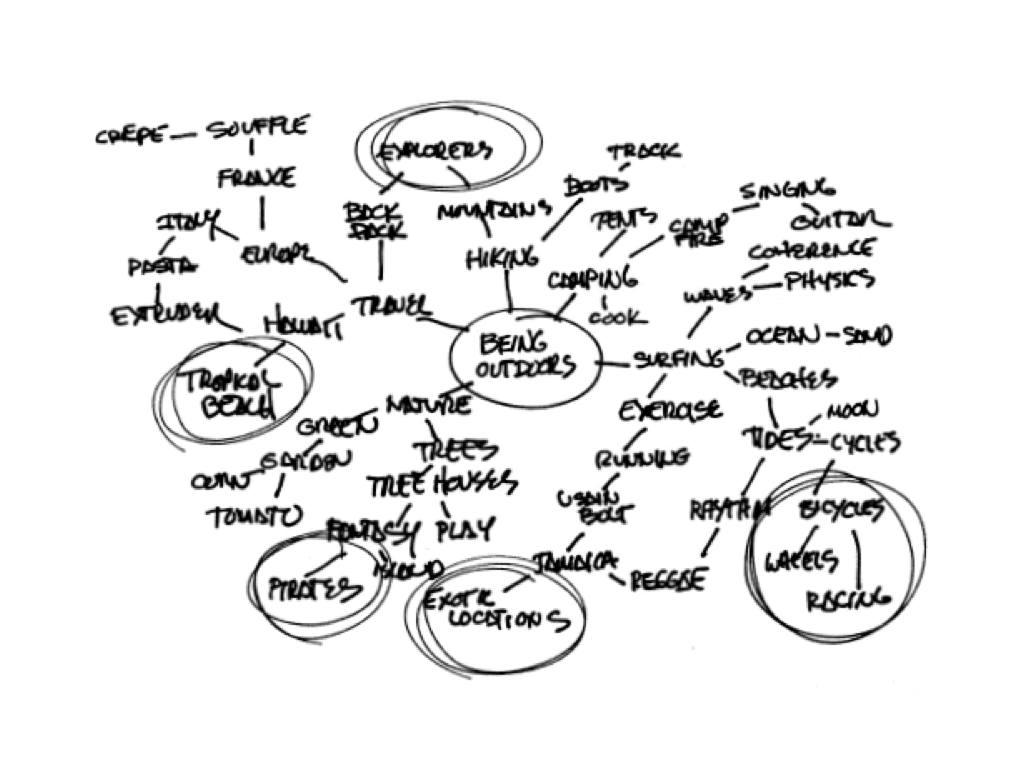 CREPE SOUFFLE
FRANCE
ITALY
PASTA
EUROPE
EXTRUDER
HAWAII
TROPICAL
BEACH
EXPLORERS
BACK
PACK
MOUNTAINS
TRAVEL
HIKING
BOOTS
TRACK
TENTS
CAMPING
COOK
CAMP
FIRE
SINGING
GUITAR
BEING
OUTDOORS
SURFING
WAVES
COHERENCE
PHYSICS
OCEAN SAND
BEACHES
TIDES
MOON
CYCLES
RHYTHM
BICYCLES
WHEELS
RACING
EXERCISE
RUNNING
USAIN
BOLT
JAMAICA
REGGAE
EXOTIC
LOCATIONS
NATURE
GREEN
GARDEN
CORN
TOMATO
TREES
TREE HOUSES
FANTASY
PLAY
ISLAND
PIRATES